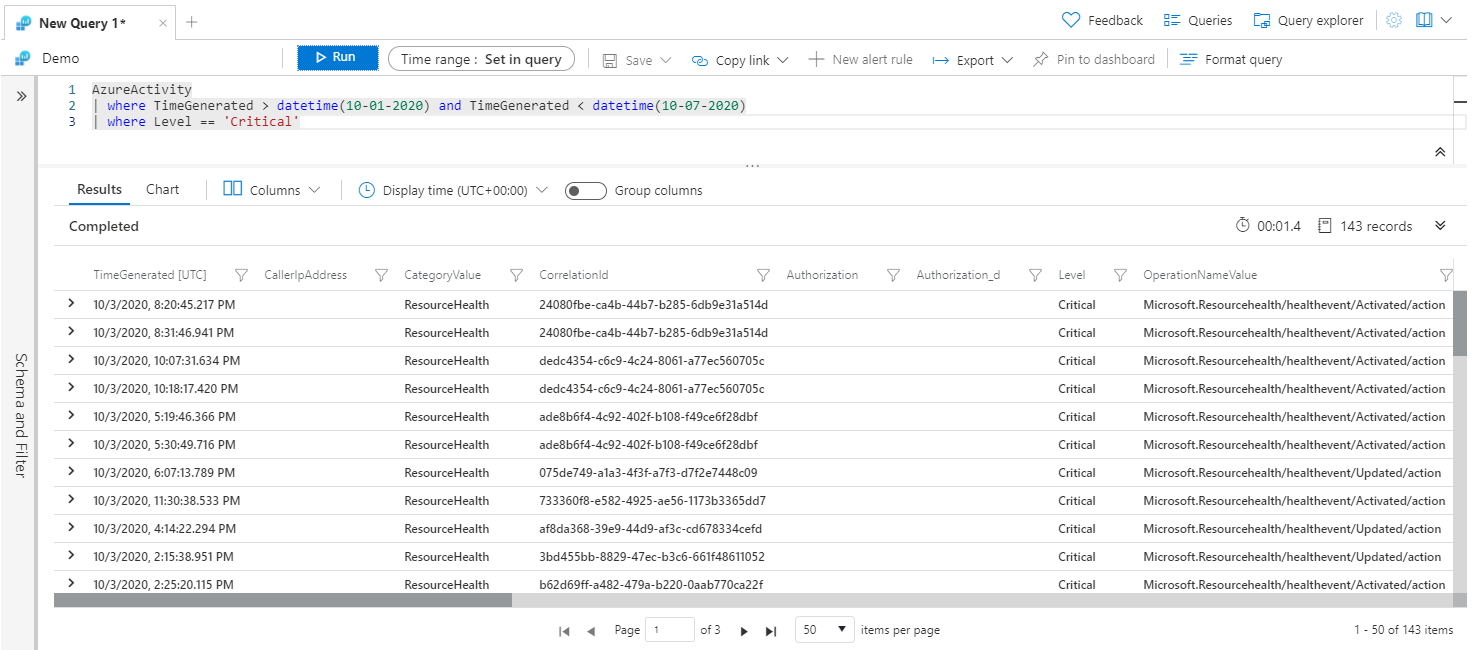 New Query 1*
Feedback Queries Query explorer
Demo Run Time range : Set in query Save Copy link New alert rule Export Pin to dashboard Format query
1 AzureActivity
2 | where TimeGenerated > datetime(10-01-2020) and TimeGenerated < datetime(10-07-2020)
3 | where Level == 'Critical'
Schema and Filter
Results Chart Columns Display time (UTC+00:00) Group columns
Completed 00:01.4 143 records
TimeGenerated [UTC] CallerIpAddress CategoryValue CorrelationId Authorization Authorization_d Level OperationNameValue
10/3/2020, 8:20:45.217 PM ResourceHealth 24080fbe-ca4b-44b7-b285-6db9e31a514d Critical Microsoft.Resourcehealth/healthevent/Activated/action
10/3/2020, 8:31:46.941 PM ResourceHealth 24080fbe-ca4b-44b7-b285-6db9e31a514d Critical Microsoft.Resourcehealth/healthevent/Activated/action
10/3/2020, 10:07:31.634 PM ResourceHealth dedc4354-c6c9-4c24-8061-a77ec560705c Critical Microsoft.Resourcehealth/healthevent/Activated/action
10/3/2020, 10:18:17.420 PM ResourceHealth dedc4354-c6c9-4c24-8061-a77ec560705c Critical Microsoft.Resourcehealth/healthevent/Activated/action
10/3/2020, 5:19:46.366 PM ResourceHealth ade8b6f4-4c92-402f-b108-f49ce6f28dbf Critical Microsoft.Resourcehealth/healthevent/Activated/action
10/3/2020, 5:30:49.716 PM ResourceHealth ade8b6f4-4c92-402f-b108-f49ce6f28dbf Critical Microsoft.Resourcehealth/healthevent/Activated/action
10/3/2020, 6:07:13.789 PM ResourceHealth 075de749-a1a3-4f3f-a7f3-d7f2e7448c09 Critical Microsoft.Resourcehealth/healthevent/Updated/action
10/3/2020, 11:30:38.533 PM ResourceHealth 733360f8-e582-4925-ae56-1173b3365dd7 Critical Microsoft.Resourcehealth/healthevent/Activated/action
10/3/2020, 4:14:22.294 PM ResourceHealth af8da368-39e9-44d9-af3c-cd678334cefd Critical Microsoft.Resourcehealth/healthevent/Updated/action
10/3/2020, 2:15:38.951 PM ResourceHealth 3bd455bb-8829-47ec-b3c6-661f48611052 Critical Microsoft.Resourcehealth/healthevent/Updated/action
10/3/2020, 2:25:20.115 PM ResourceHealth b62d69ff-a482-479a-b220-0aab770ca22f Critical Microsoft.Resourcehealth/healthevent/Activated/action
Page 1 of 3 50 items per page 1 - 50 of 143 items